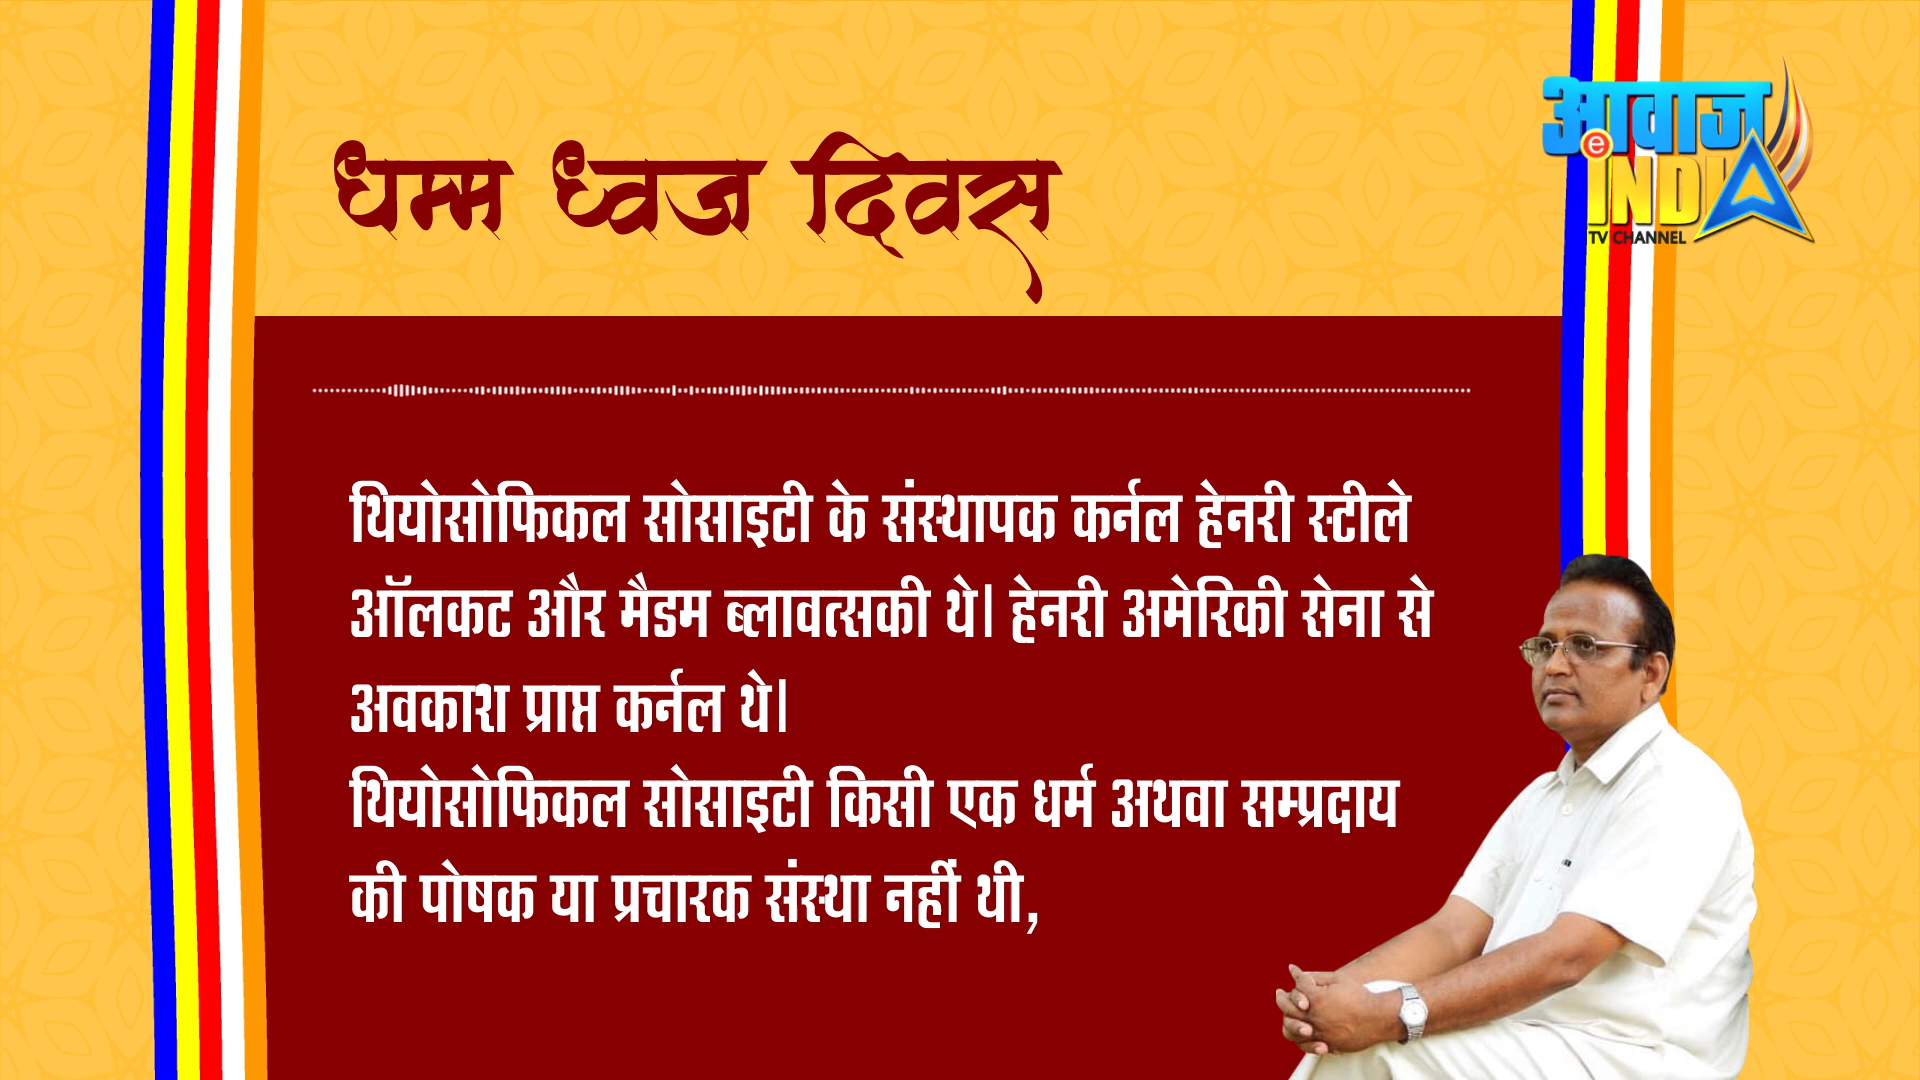 धम्म ध्वज दिवस
आवाज
e
INDIA
TV CHANNEL
थियोसोफिकल सोसाइटी के संस्थापक कर्नल हेनरी स्टीले
ऑलकट और मैडम ब्लावत्सकी थे। हेनरी अमेरिकी सेना से
अवकाश प्राप्त कर्नल थे।
थियोसोफिकल सोसाइटी किसी एक धर्म अथवा सम्प्रदाय
की पोषक या प्रचारक संस्था नहीं थी,